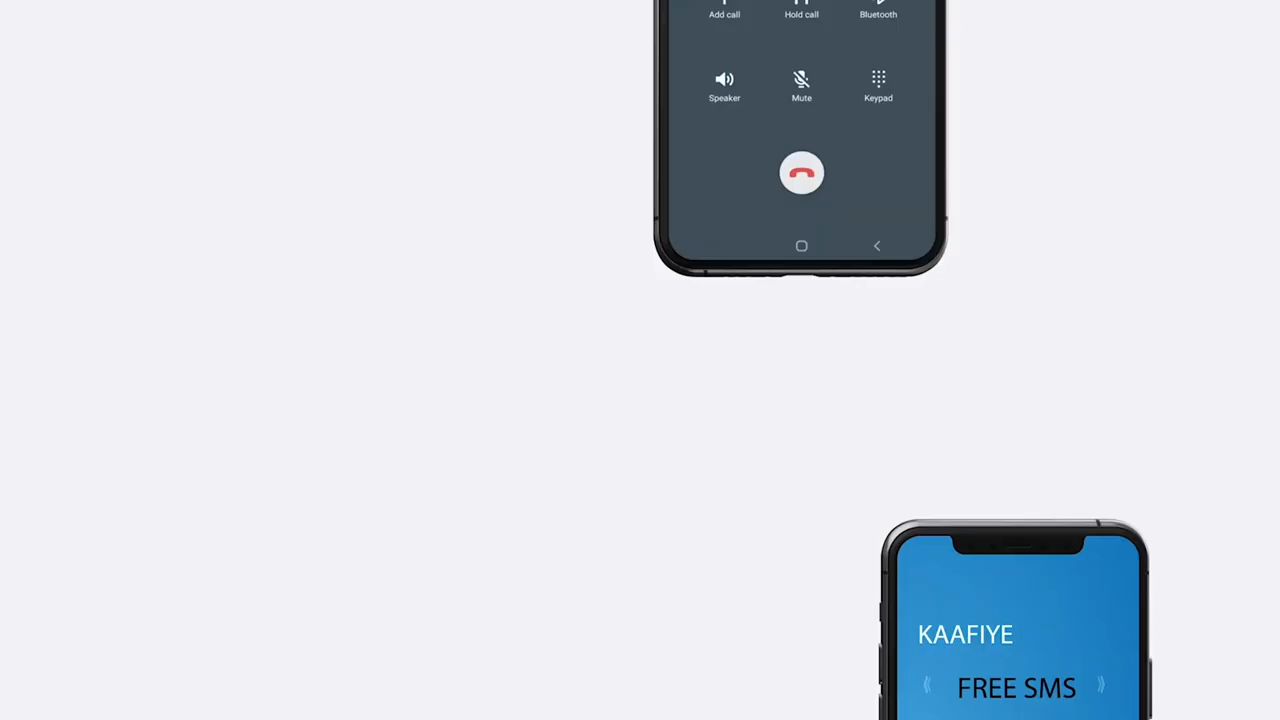 Add call Hold call Bluetooth
Speaker Mute Keypad
KAAFIYE
FREE SMS